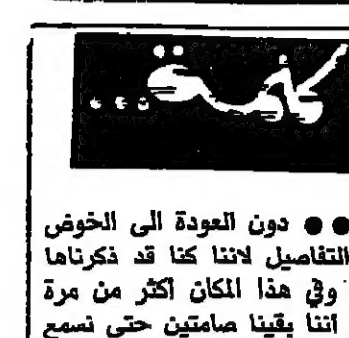 كلمة...
●● دون العودة الى الخوض
التفاصيل لاننا كنا قد ذكرناها
وفي هذا المكان اكثر من مرة
اننا بقينا صامتين حتى نسمع